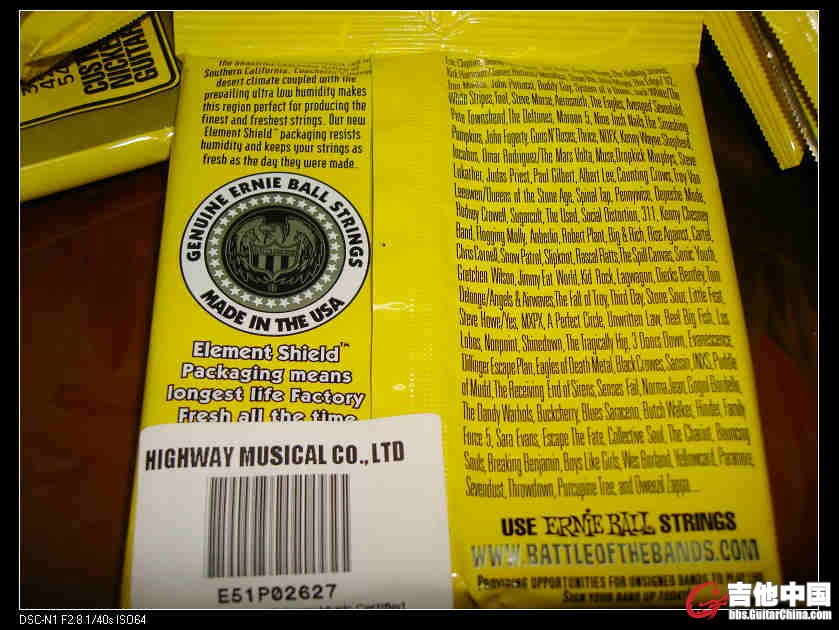 CUSTOM
NICKEL
GUITAR
Southern California.
desert climate coupled with the
prevailing ultra low humidity makes
this region perfect for producing the
finest and freshest strings. Our new
Element Shield™ packaging resists
humidity and keeps your strings as
fresh as the day they were made.
GENUINE ERNIE BALL STRINGS
MADE IN THE USA
Element Shield™
Packaging means
longest life Factory
Fresh all the time
HIGHWAY MUSICAL CO.,LTD
E51P02627
White Stripes, Tool, Steve Morse, Aerosmith, The Eagles, Avenged Sevenfold,
Pete Townshend, The Deftones, Maroon 5, Nine Inch Nails, The Smashing
Pumpkins, John Fogerty, Guns N' Roses, Thrice, NOFX, Kenny Wayne Shepherd,
Incubus, Omar Rodriguez/The Mars Volta, Muse, Dropkick Murphys, Steve
Lukather, Judas Priest, Paul Gilbert, Albert Lee, Counting Crows, Troy Van
Leeuwen/Queens of the Stone Age, Spinal Tap, Pennywise, Depeche Mode,
Rodney Crowell, Sugarcult, The Used, Social Distortion, 311, Kenny Chesney
Band, Flogging Molly, Anberlin, Robert Plant, Big & Rich, Rise Against, Cartel,
Chris Cornell, Snow Patrol, Slipknot, Rascal Flatts, The Spill Canvas, Sonic Youth,
Gretchen Wilson, Jimmy Eat World, Kid Rock, Lagwagon, Dierks Bentley, Tom
Delonge/Angels & Airwaves, The Fall of Troy, Third Day, Stone Sour, Little Feat,
Steve Howe/Yes, MXPX, A Perfect Circle, Unwritten Law, Reel Big Fish, Los
Lobos, Nonpoint, Shinedown, The Tragically Hip, 3 Doors Down, Evanescence,
Dillinger Escape Plan, Eagles of Death Metal, Black Crowes, Saosin, INXS, Puddle
of Mudd, The Receiving End of Sirens, Senses Fail, Norma Jean, Gogol Bordello,
The Dandy Warhols, Buckcherry, Blues Saraceno, Butch Walker, Hinder, Family
Force 5, Sara Evans, Escape The Fate, Collective Soul, The Chariot, Bouncing
Souls, Breaking Benjamin, Boys Like Girls, Wes Borland, Yellowcard, Paramore,
Sevendust, Throwdown, Porcupine Tree, and Dweezil Zappa....
USE ERNIE BALL STRINGS
WWW.BATTLEOFTHEBANDS.COM
PROVIDING OPPORTUNITIES FOR UNSIGNED BANDS TO
SIGN YOUR BAND UP TODAY
吉他中国
bbs.GuitarChina.com
DSC-N1 F2.8 1/40s ISO64